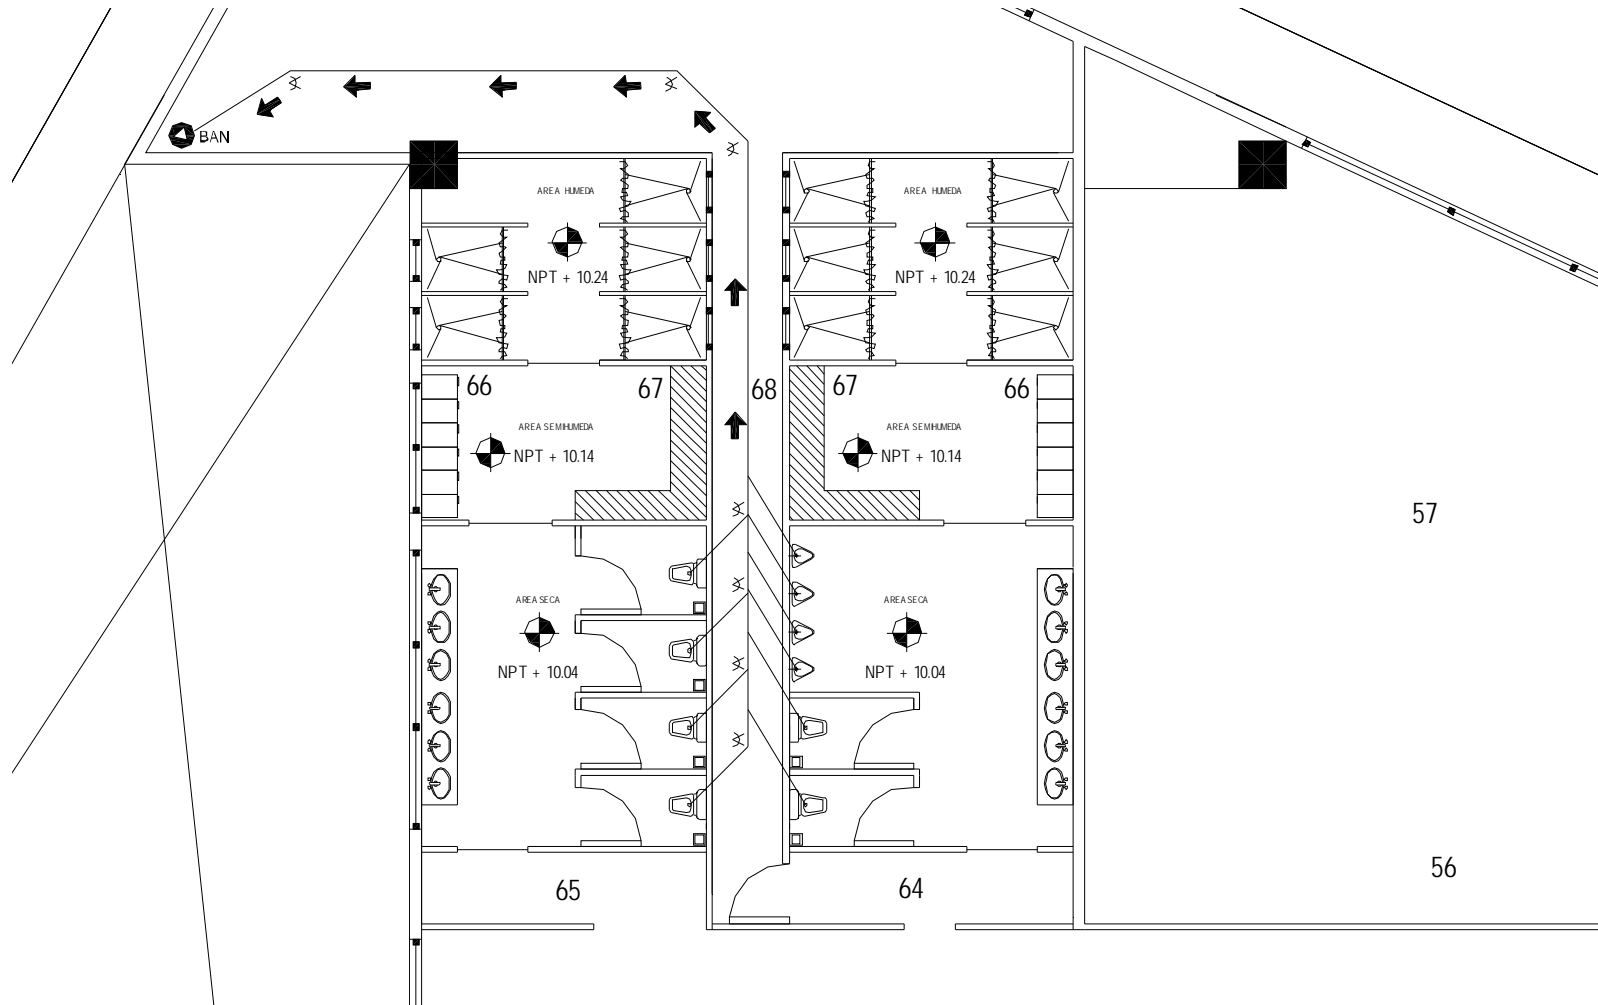 BAN
AREA HUMEDA
AREA HUMEDA
NPT + 10.24
NPT + 10.24
66
67
68
67
66
AREA SEMIHUMEDA
AREA SEMIHUMEDA
NPT + 10.14
NPT + 10.14
57
AREA SECA
AREA SECA
NPT + 10.04
NPT + 10.04
56
65
64